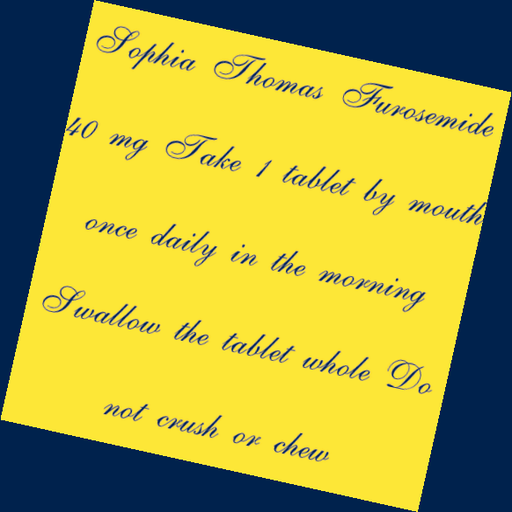 Sophia Thomas Furosemide
40 mg Take 1 tablet by mouth
once daily in the morning
Swallow the tablet whole Do
not crush or chew